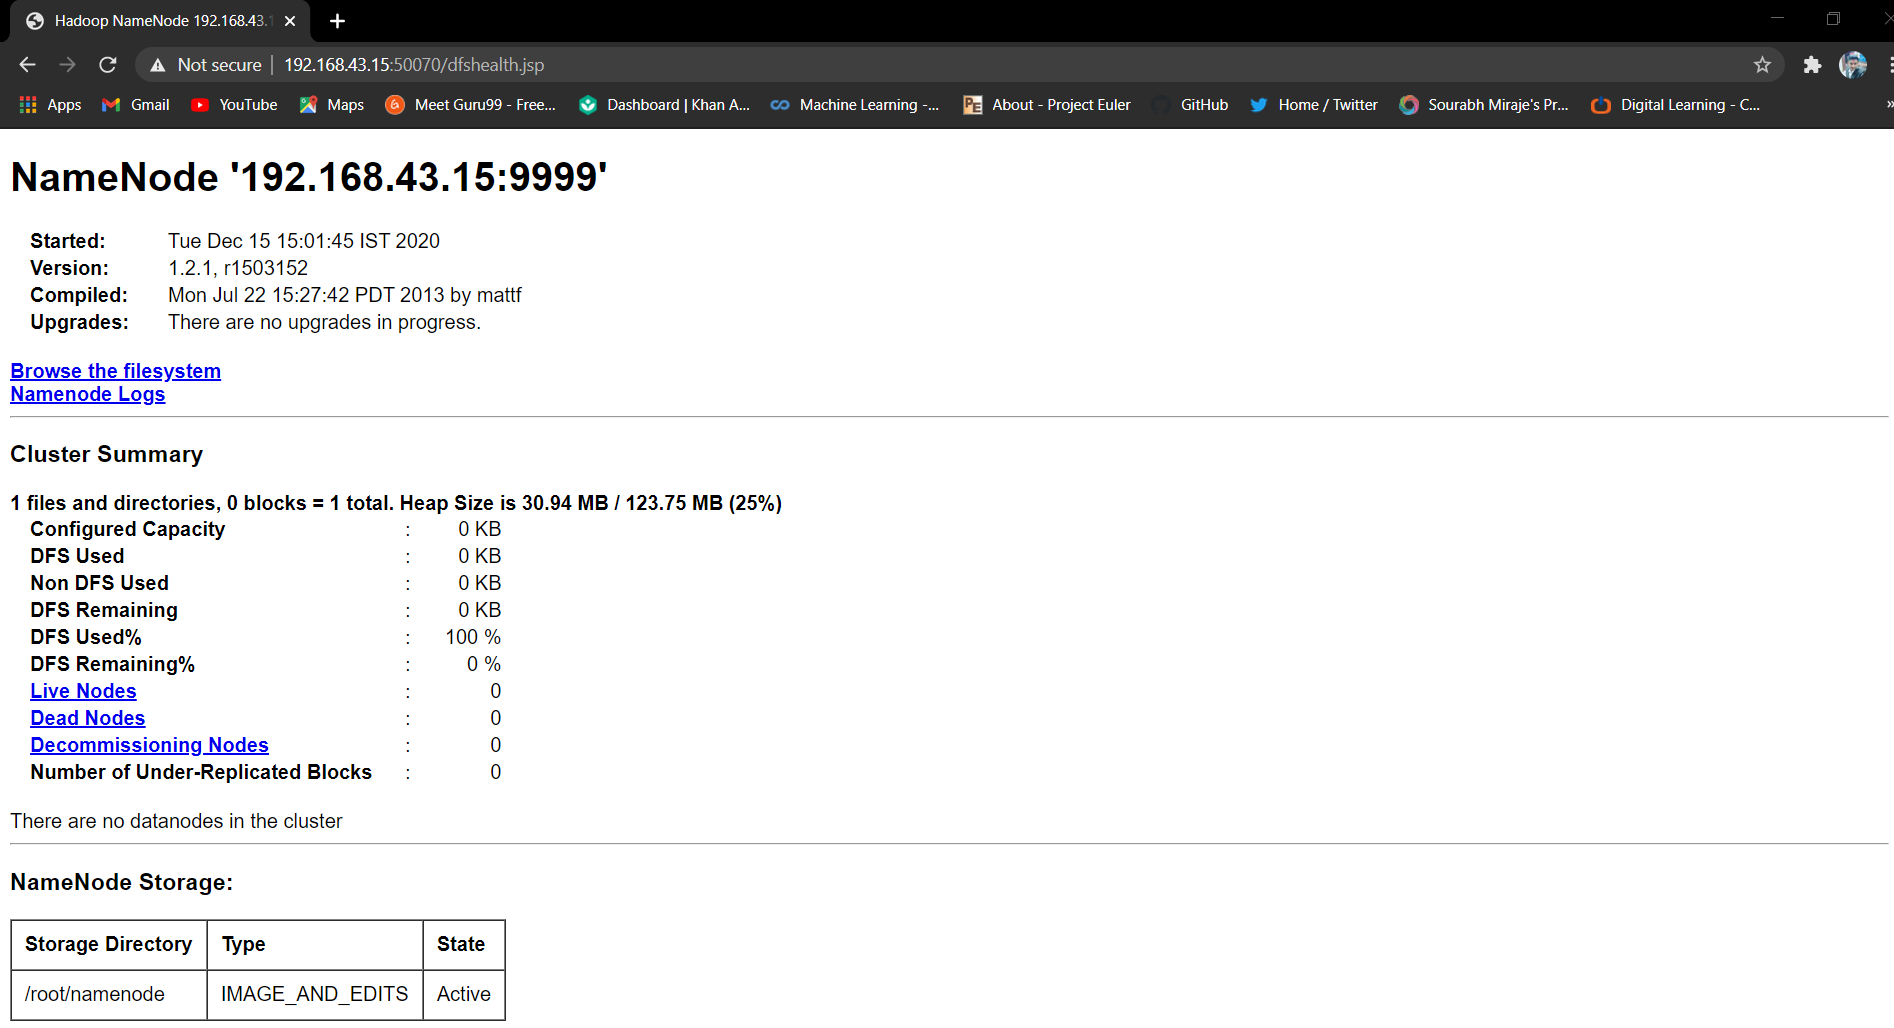 Hadoop NameNode 192.168.43.1
Not secure | 192.168.43.15:50070/dfshealth.jsp
Apps Gmail YouTube Maps Meet Guru99 - Free... Dashboard | Khan A... Machine Learning -... PE About - Project Euler GitHub Home / Twitter Sourabh Miraje's Pr... Digital Learning - C... »
NameNode '192.168.43.15:9999'
Started: Tue Dec 15 15:01:45 IST 2020
Version: 1.2.1, r1503152
Compiled: Mon Jul 22 15:27:42 PDT 2013 by mattf
Upgrades: There are no upgrades in progress.
Browse the filesystem
Namenode Logs
Cluster Summary
1 files and directories, 0 blocks = 1 total. Heap Size is 30.94 MB / 123.75 MB (25%)
Configured Capacity : 0 KB
DFS Used : 0 KB
Non DFS Used : 0 KB
DFS Remaining : 0 KB
DFS Used% : 100 %
DFS Remaining% : 0 %
Live Nodes : 0
Dead Nodes : 0
Decommissioning Nodes : 0
Number of Under-Replicated Blocks : 0
There are no datanodes in the cluster
NameNode Storage:
Storage Directory Type State
/root/namenode IMAGE_AND_EDITS Active